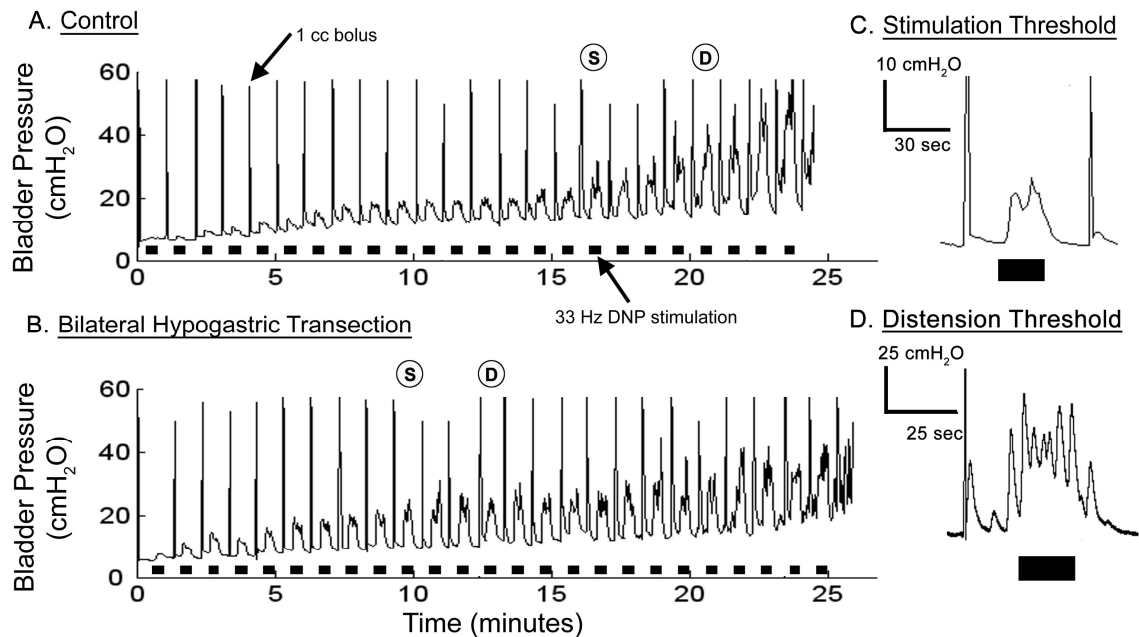 A. Control
1 cc bolus
S
D
Bladder Pressure
(cmH₂O)
60
40
20
0
0
5
10
15
20
25
33 Hz DNP stimulation
B. Bilateral Hypogastric Transection
S
D
Bladder Pressure
(cmH₂O)
60
40
20
0
0
5
10
15
20
25
Time (minutes)
C. Stimulation Threshold
10 cmH₂O
30 sec
D. Distension Threshold
25 cmH₂O
25 sec